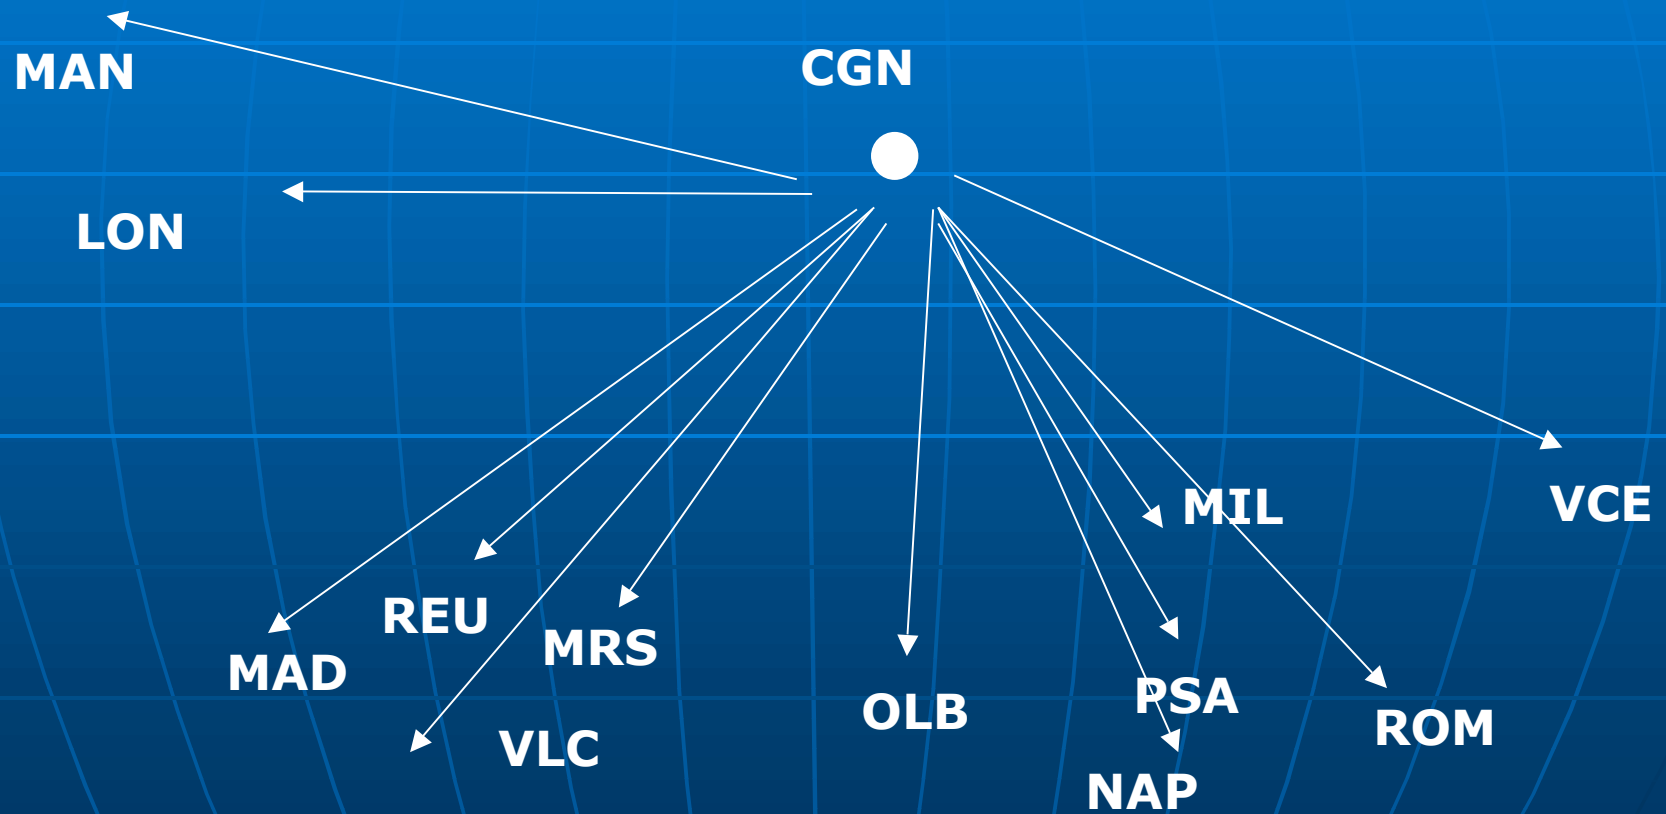 CGN
MAN
LON
MIL
VCE
REU
MRS
MAD
PSA
OLB
ROM
VLC
NAP